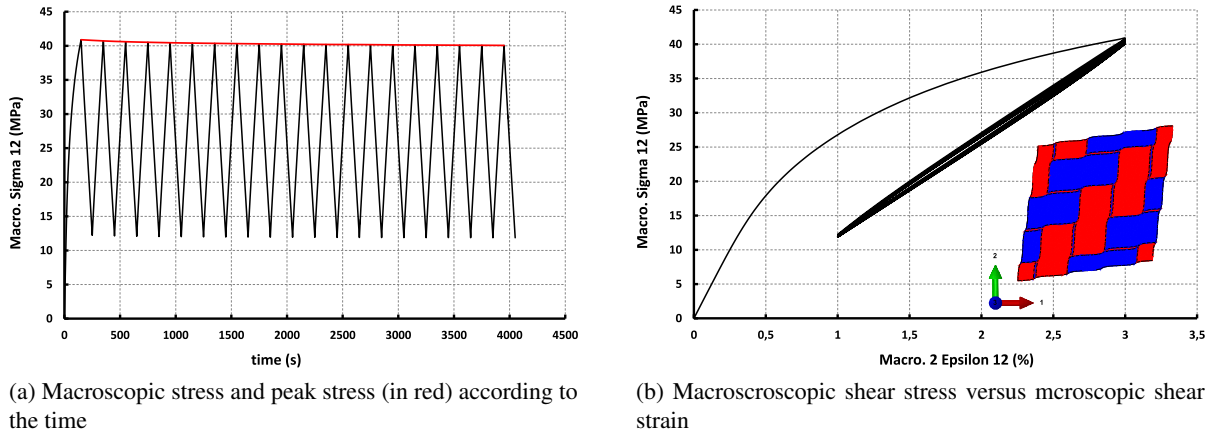 45
40
35
30
25
20
15
10
5
0
Macro. Sigma 12 (MPa)
0 500 1000 1500 2000 2500 3000 3500 4000 4500
time (s)
(a) Macroscopic stress and peak stress (in red) according to
the time
45
40
35
30
25
20
15
10
5
0
Macro. Sigma 12 (MPa)
2
1
0 0,5 1 1,5 2 2,5 3 3,5
Macro. 2 Epsilon 12 (%)
(b) Macroscroscopic shear stress versus mcroscopic shear
strain